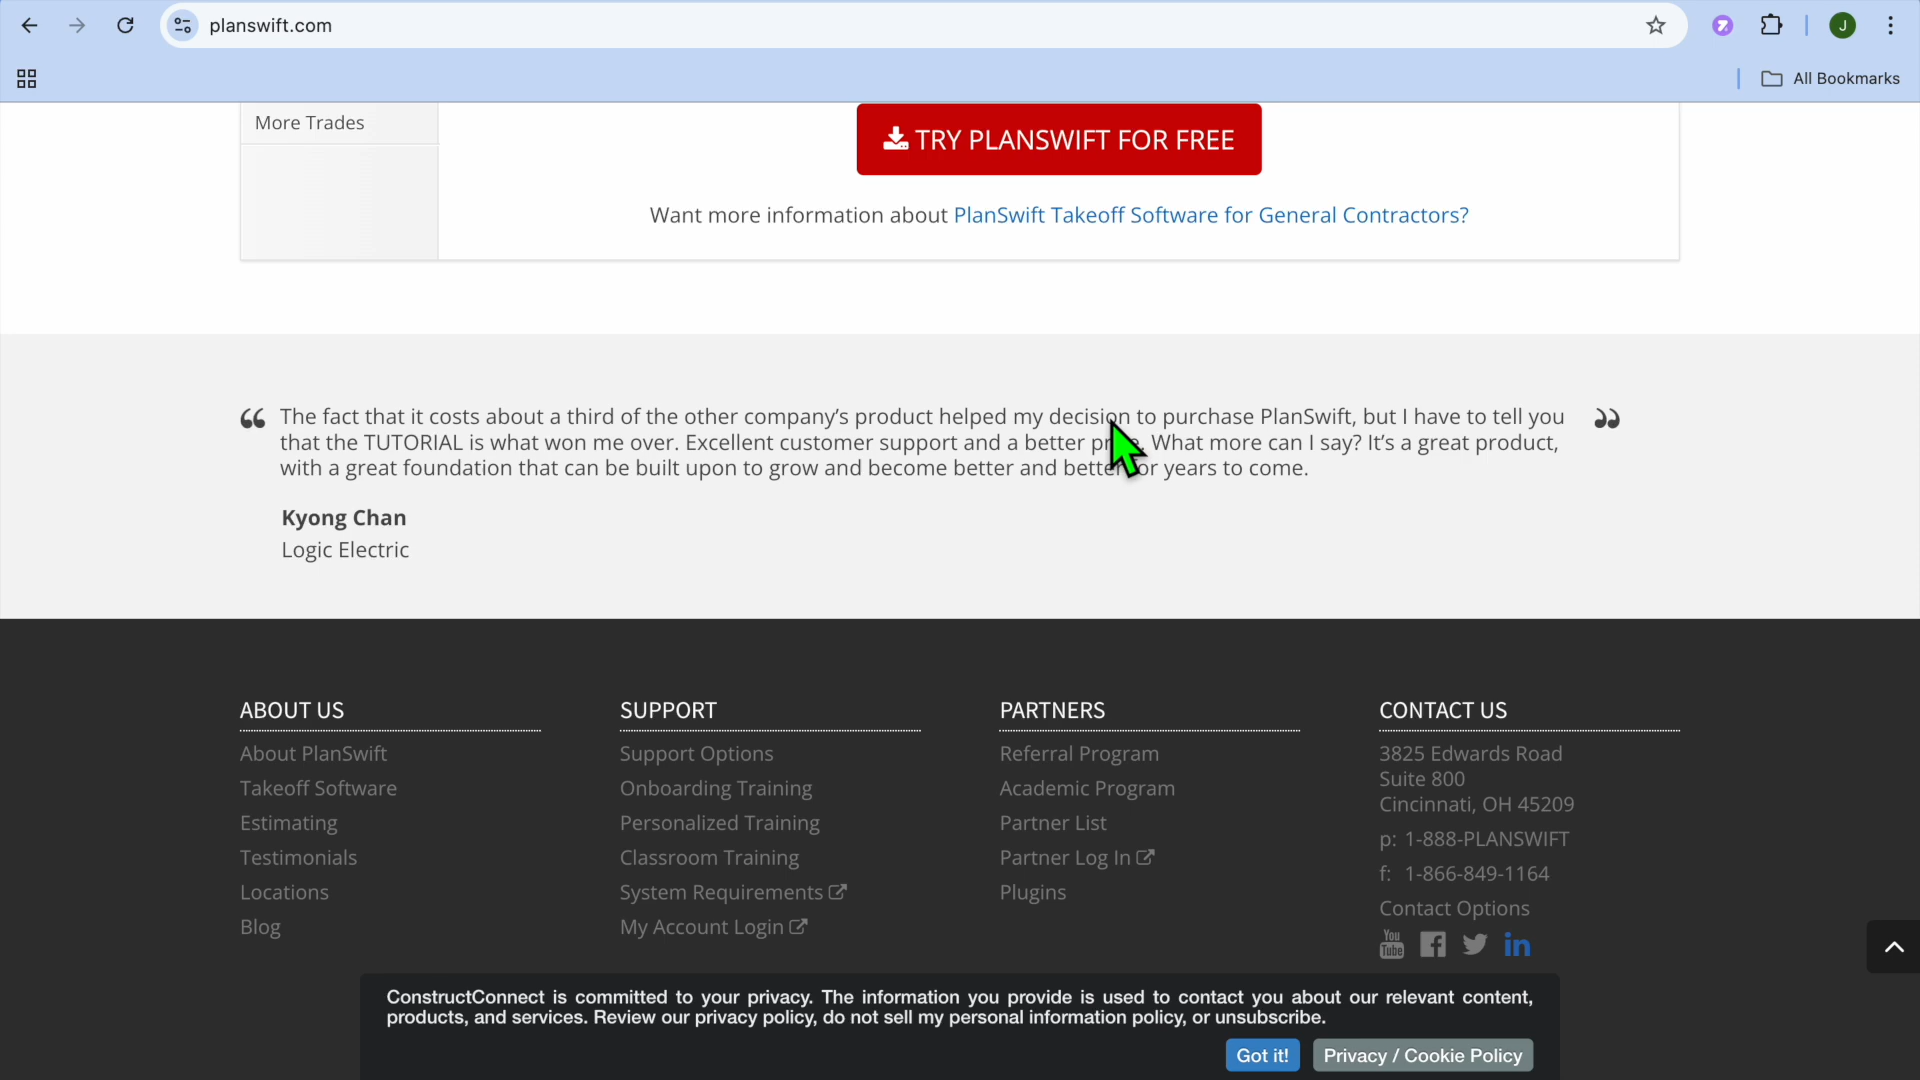 planswift.com
J
All Bookmarks
More Trades
TRY PLANSWIFT FOR FREE
Want more information about PlanSwift Takeoff Software for General Contractors?
“ The fact that it costs about a third of the other company's product helped my decision to purchase PlanSwift, but I have to tell you ”
that the TUTORIAL is what won me over. Excellent customer support and a better What more can I say? It's a great product,
with a great foundation that can be built upon to grow and become better and better years to come.
Kyong Chan
Logic Electric
ABOUT US
About PlanSwift
Takeoff Software
Estimating
Testimonials
Locations
Blog
SUPPORT
Support Options
Onboarding Training
Personalized Training
Classroom Training
System Requirements
My Account Login
PARTNERS
Referral Program
Academic Program
Partner List
Partner Log In
Plugins
CONTACT US
3825 Edwards Road
Suite 800
Cincinnati, OH 45209
p: 1-888-PLANSWIFT
f: 1-866-849-1164
Contact Options
You
Tube
in
ConstructConnect is committed to your privacy. The information you provide is used to contact you about our relevant content,
products, and services. Review our privacy policy, do not sell my personal information policy, or unsubscribe.
Got it!
Privacy / Cookie Policy